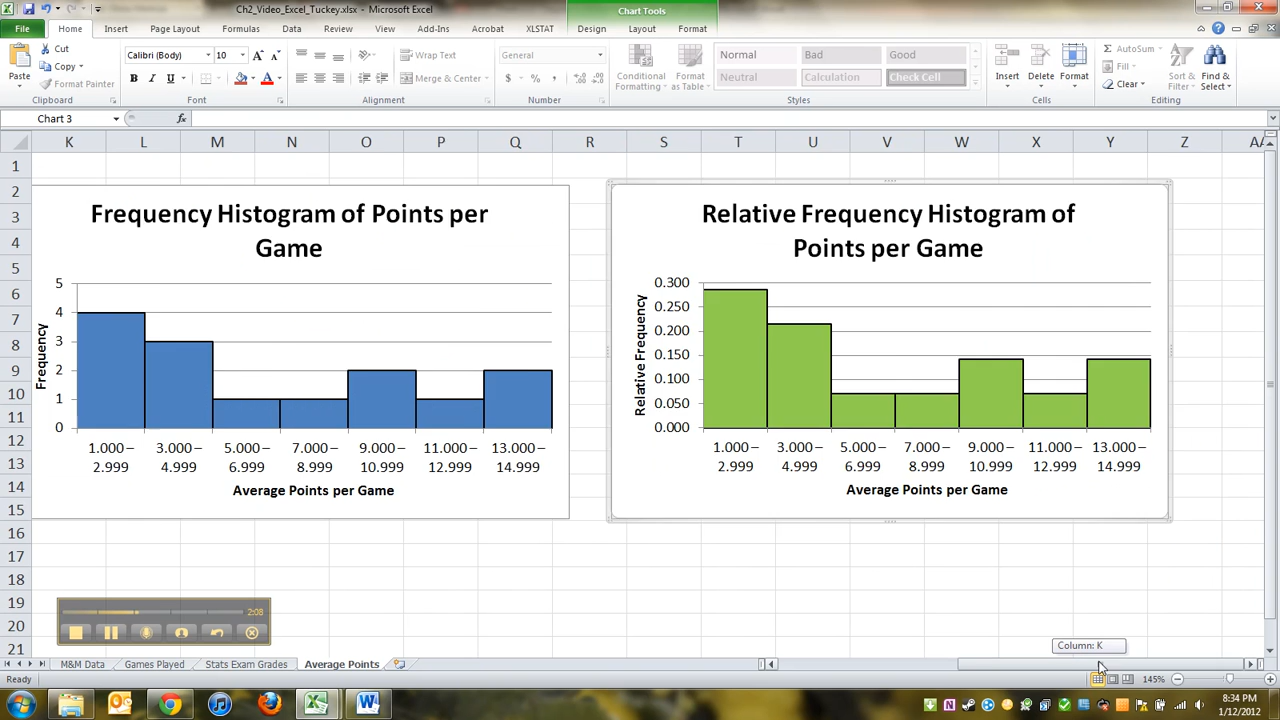 Ch2_Video_Excel_Tuckey.xlsx - Microsoft Excel
Chart Tools
File Home Insert Page Layout Formulas Data Review View Add-Ins Acrobat XLSTAT Design Layout Format
Paste
Cut
Copy
Format Painter
Clipboard
Calibri (Body) 10
B I U
Font
Wrap Text
Merge & Center
Alignment
General
$ % ,
Number
Conditional Formatting
Format as Table
Normal Bad Good
Neutral Calculation Check Cell
Styles
Insert Delete Format
Cells
AutoSum
Fill
Clear
Sort & Filter
Find & Select
Editing
Chart 3
fx
K L M N O P Q R S T U V W X Y Z AA
1
2
3
4
5
6
7
8
9
10
11
12
13
14
15
16
17
18
19
20
21
Frequency Histogram of Points per
Game
Frequency
5
4
3
2
1
0
1.000– 3.000– 5.000– 7.000– 9.000– 11.000– 13.000–
2.999 4.999 6.999 8.999 10.999 12.999 14.999
Average Points per Game
Relative Frequency Histogram of
Points per Game
Relative Frequency
0.300
0.250
0.200
0.150
0.100
0.050
0.000
1.000– 3.000– 5.000– 7.000– 9.000– 11.000– 13.000–
2.999 4.999 6.999 8.999 10.999 12.999 14.999
Average Points per Game
2:08
Column: K
M&M Data Games Played Stats Exam Grades Average Points
Ready
145%
8:34 PM
1/12/2012